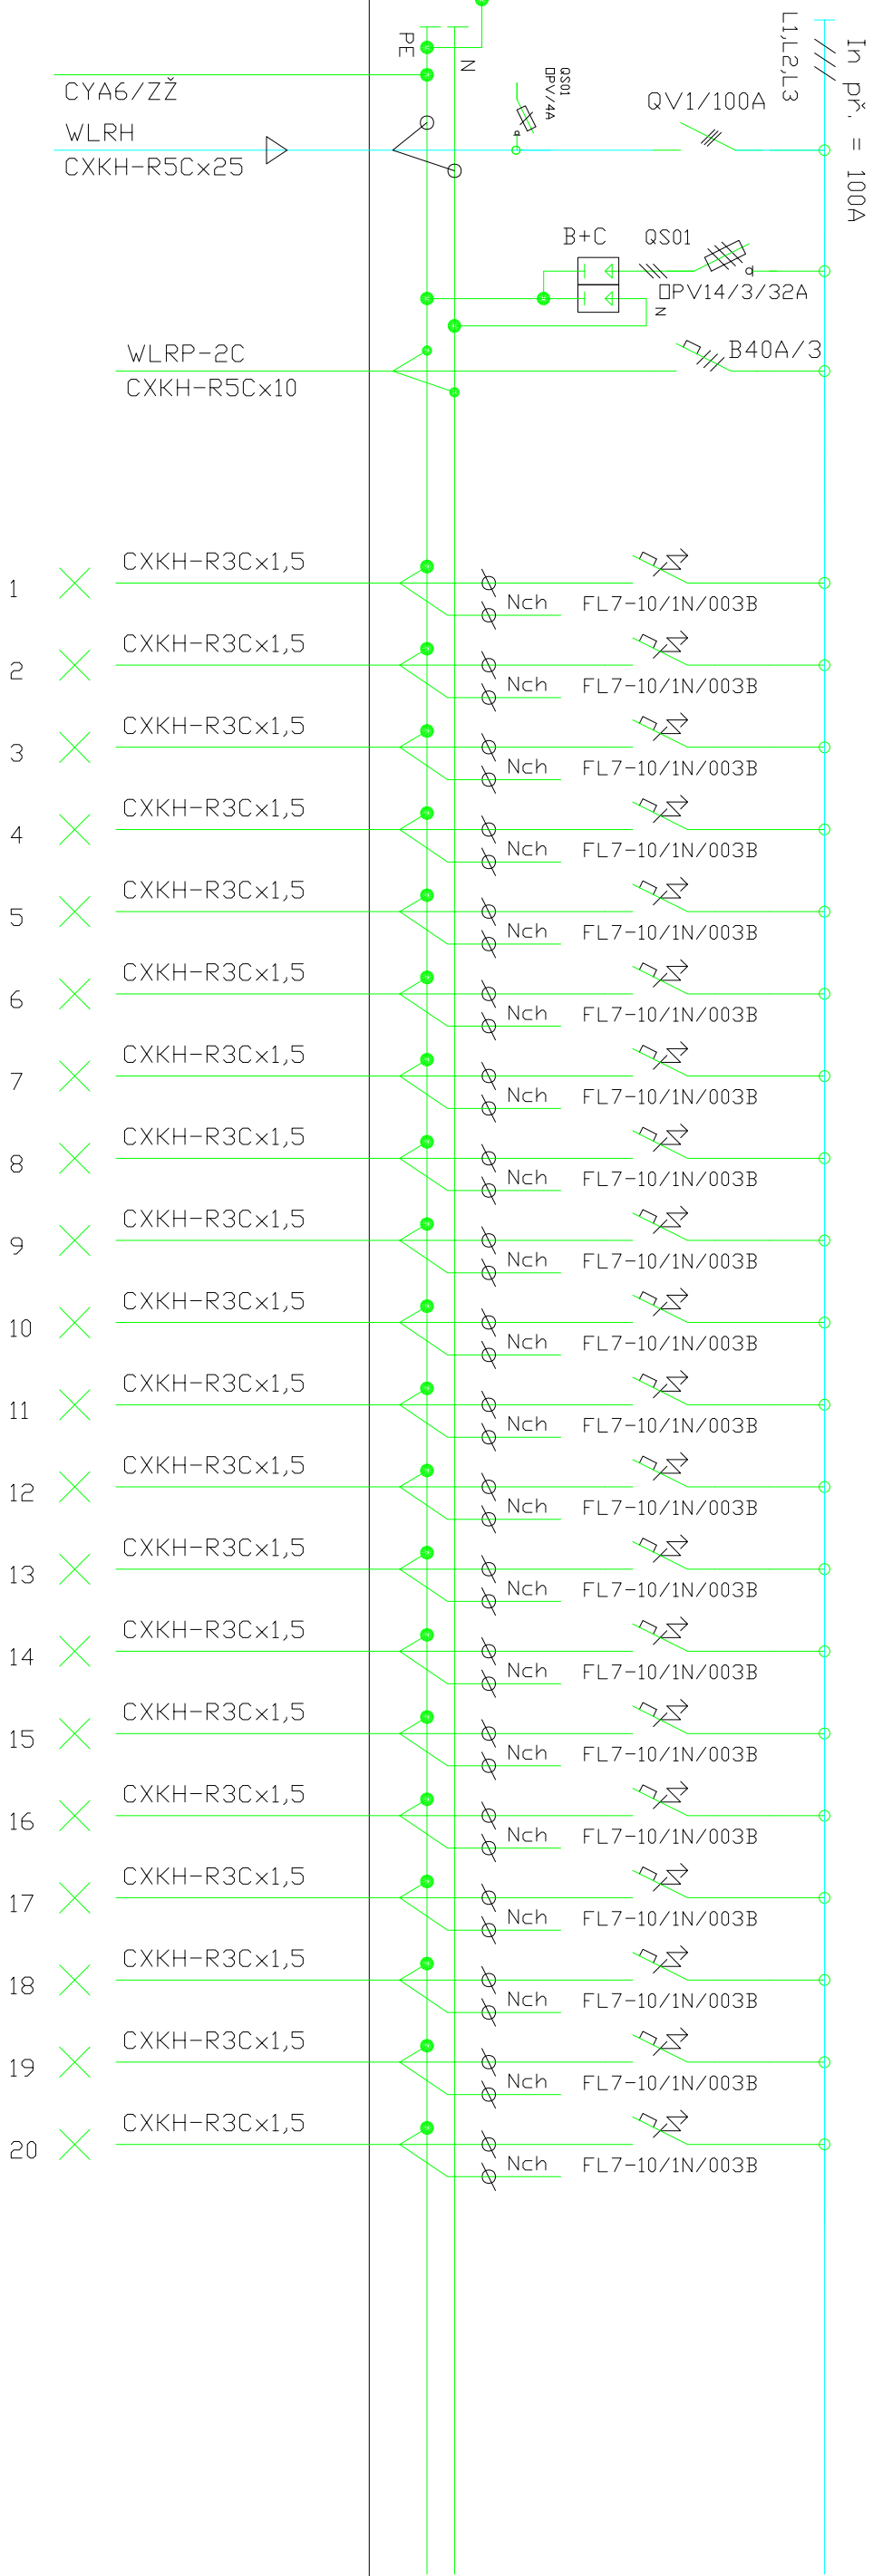 In př. = 100A
L1,L2,L3
PE
N
CYA6/ZŽ
QS01
OPV/4A
QV1/100A
WLRH
CXKH-R5Cx25
B+C
QS01
OPV14/3/32A
N
WLRP-2C
B40A/3
CXKH-R5Cx10
1
CXKH-R3Cx1,5
Nch
FL7-10/1N/003B
2
CXKH-R3Cx1,5
Nch
FL7-10/1N/003B
3
CXKH-R3Cx1,5
Nch
FL7-10/1N/003B
4
CXKH-R3Cx1,5
Nch
FL7-10/1N/003B
5
CXKH-R3Cx1,5
Nch
FL7-10/1N/003B
6
CXKH-R3Cx1,5
Nch
FL7-10/1N/003B
7
CXKH-R3Cx1,5
Nch
FL7-10/1N/003B
8
CXKH-R3Cx1,5
Nch
FL7-10/1N/003B
9
CXKH-R3Cx1,5
Nch
FL7-10/1N/003B
10
CXKH-R3Cx1,5
Nch
FL7-10/1N/003B
11
CXKH-R3Cx1,5
Nch
FL7-10/1N/003B
12
CXKH-R3Cx1,5
Nch
FL7-10/1N/003B
13
CXKH-R3Cx1,5
Nch
FL7-10/1N/003B
14
CXKH-R3Cx1,5
Nch
FL7-10/1N/003B
15
CXKH-R3Cx1,5
Nch
FL7-10/1N/003B
16
CXKH-R3Cx1,5
Nch
FL7-10/1N/003B
17
CXKH-R3Cx1,5
Nch
FL7-10/1N/003B
18
CXKH-R3Cx1,5
Nch
FL7-10/1N/003B
19
CXKH-R3Cx1,5
Nch
FL7-10/1N/003B
20
CXKH-R3Cx1,5
Nch
FL7-10/1N/003B